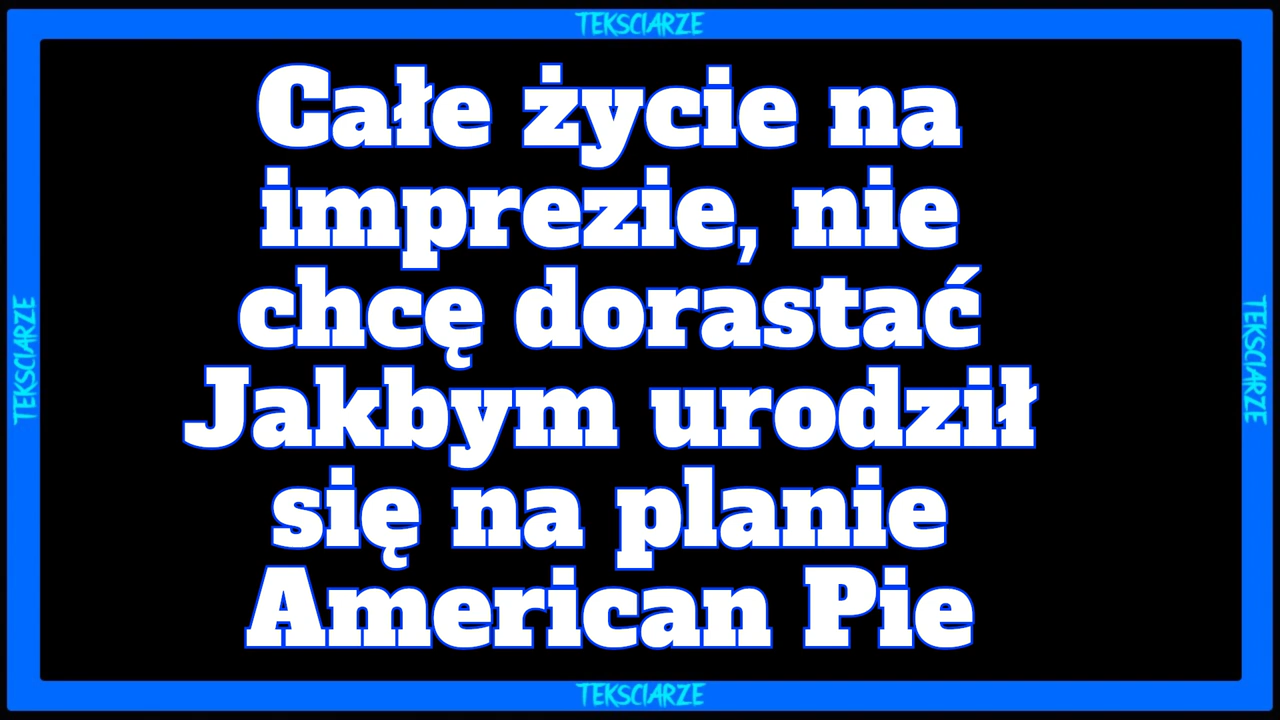 TEKSCIARZE
Całe życie na
imprezie, nie
chcę dorastać
Jakbym urodził
się na planie
American Pie
TEKSCIARZE
TEKSCIARZE
TEKSCIARZE